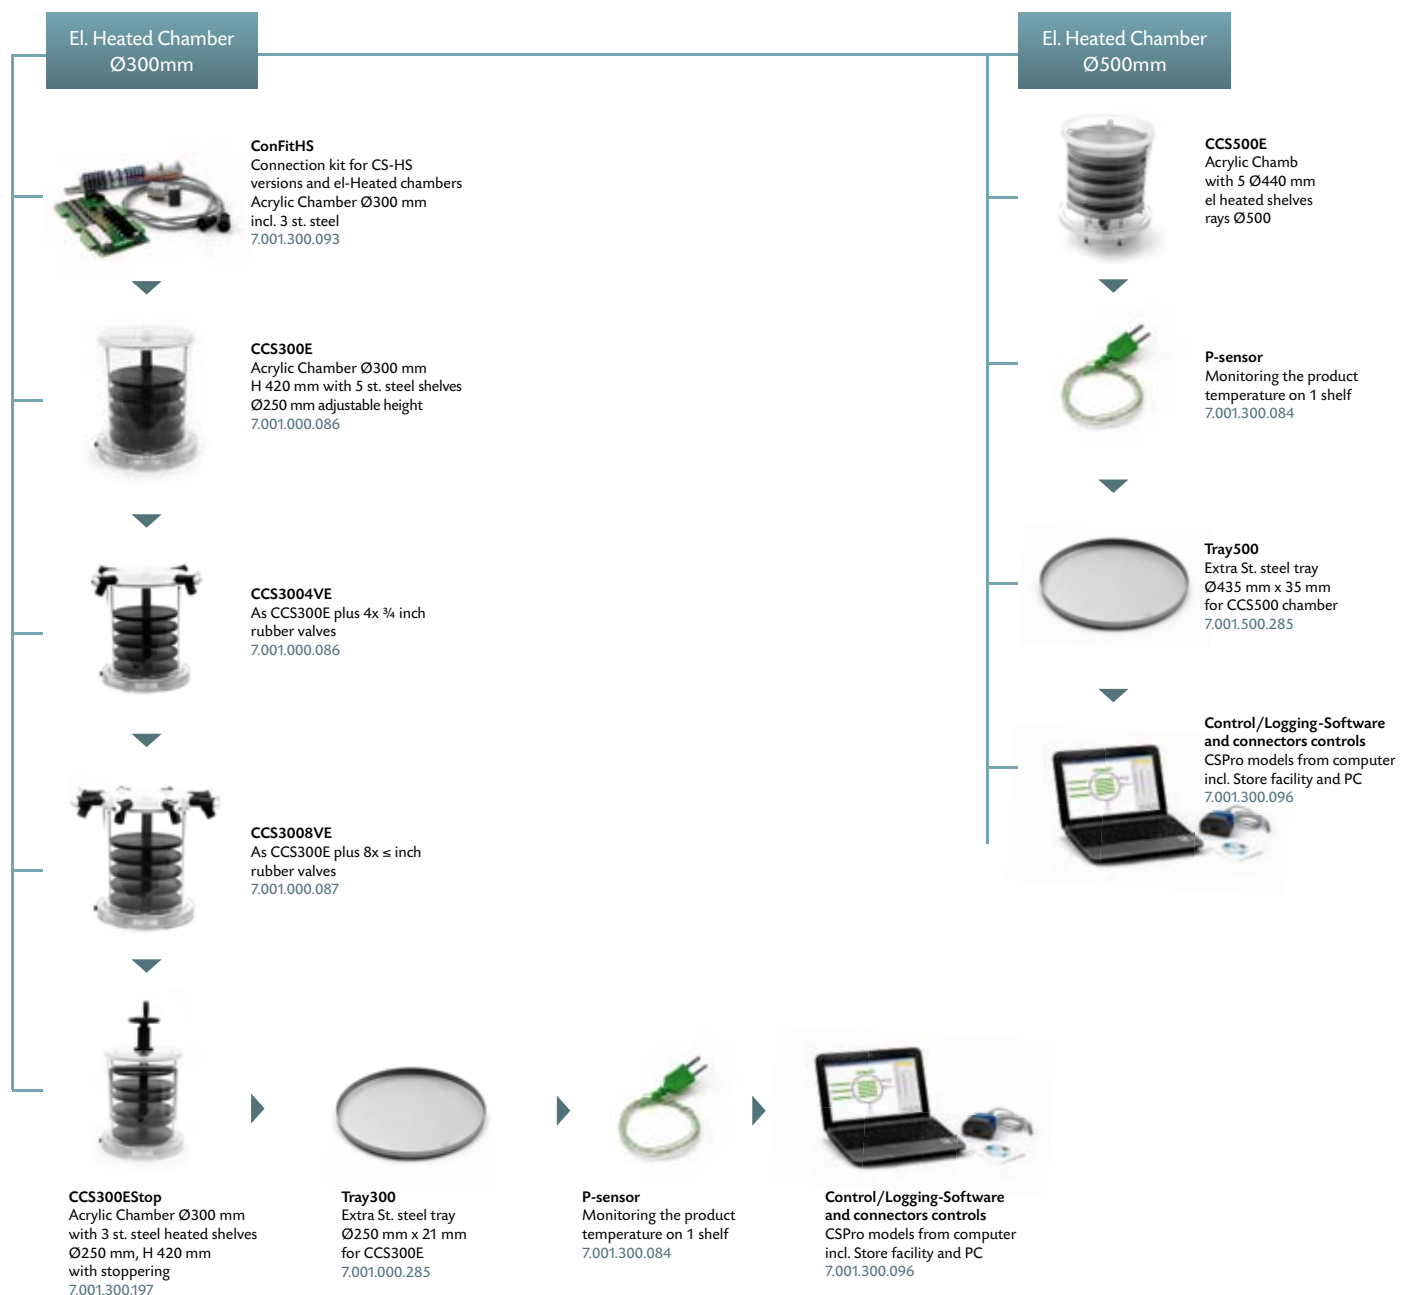 El. Heated Chamber
Ø300mm
ConFitHS
Connection kit for CS-HS
versions and el-Heated chambers
Acrylic Chamber Ø300 mm
incl. 3 st. steel
7.001.300.093
CCS300E
Acrylic Chamber Ø300 mm
H 420 mm with 5 st. steel shelves
Ø250 mm adjustable height
7.001.000.086
CCS3004VE
As CCS300E plus 4x ¾ inch
rubber valves
7.001.000.086
CCS3008VE
As CCS300E plus 8x ≤ inch
rubber valves
7.001.000.087
CCS300EStop
Acrylic Chamber Ø300 mm
with 3 st. steel heated shelves
Ø250 mm, H 420 mm
with stoppering
7.001.300.197
Tray300
Extra St. steel tray
Ø250 mm x 21 mm
for CCS300E
7.001.000.285
P-sensor
Monitoring the product
temperature on 1 shelf
7.001.300.084
Control/Logging-Software
and connectors controls
CSPro models from computer
incl. Store facility and PC
7.001.300.096
El. Heated Chamber
Ø500mm
CCS500E
Acrylic Chamb
with 5 Ø440 mm
el heated shelves
rays Ø500
P-sensor
Monitoring the product
temperature on 1 shelf
7.001.300.084
Tray500
Extra St. steel tray
Ø435 mm x 35 mm
for CCS500 chamber
7.001.500.285
Control/Logging-Software
and connectors controls
CSPro models from computer
incl. Store facility and PC
7.001.300.096